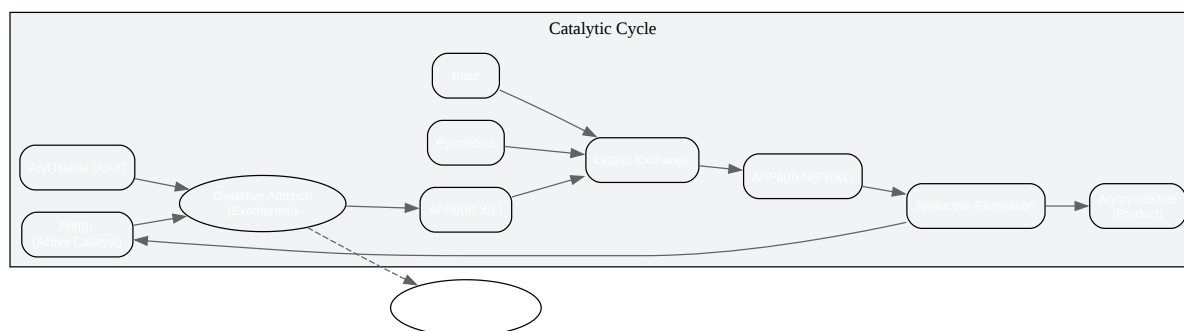 Catalytic Cycle
Base
Pyrrolidine
Aryl Halide (Ar-X)
Ligand Exchange
Ar-Pd(II)-N(Pyr)(L)
Oxidative Addition
(Exothermic)
Ar-Pd(II)-X(L)
Reductive Elimination
Arylpyrrolidine
(Product)
Pd(0)L
(Active Catalyst)